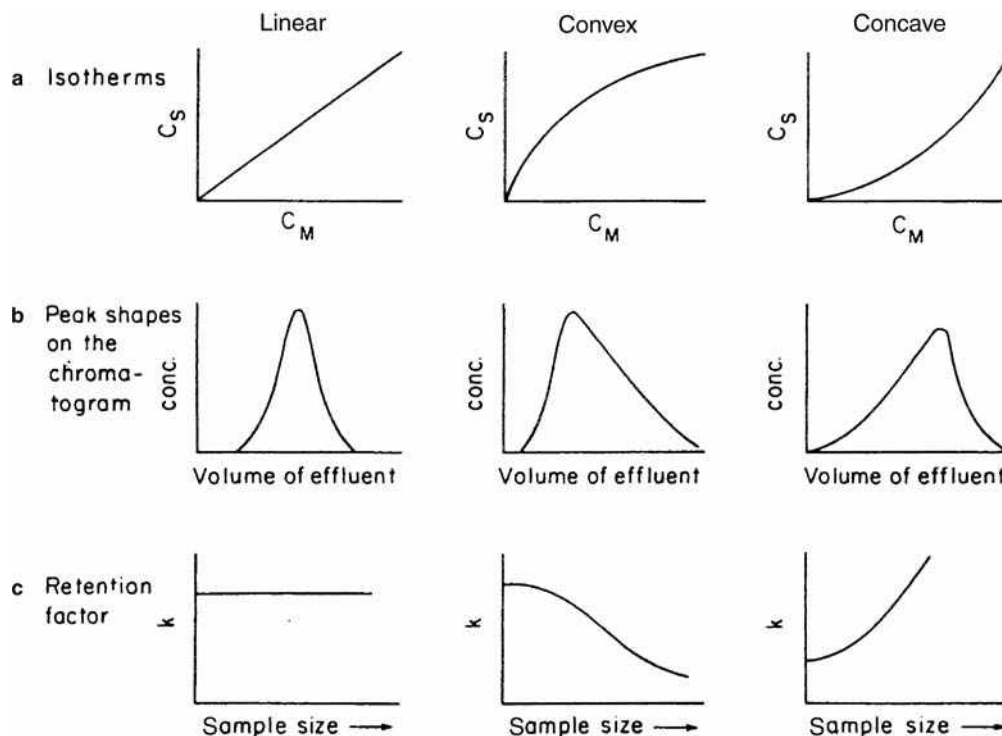 Linear
Convex
Concave
a Isotherms
C_S
C_M
C_S
C_M
C_S
C_M
b Peak shapes
on the
chroma-
togram
conc.
Volume of effluent
conc.
Volume of effluent
conc.
Volume of effluent
c Retention
factor
k
Sample size →
k
Sample size →
k
Sample size →